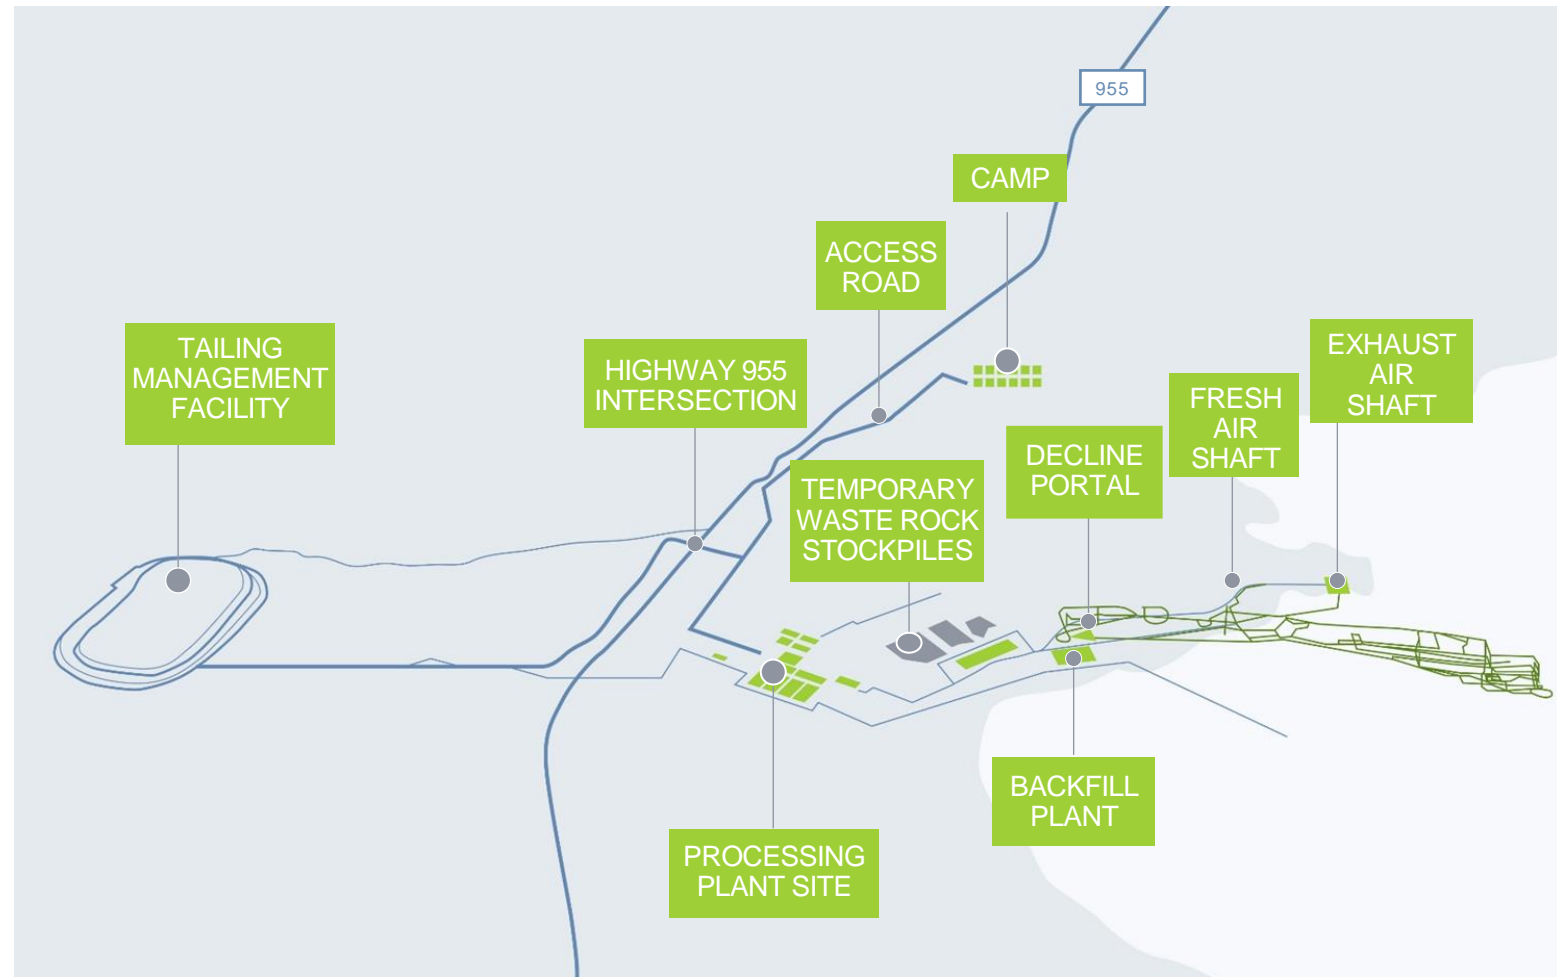 955
CAMP
ACCESS
ROAD
TAILING
MANAGEMENT
FACILITY
HIGHWAY 955
INTERSECTION
EXHAUST
AIR
SHAFT
FRESH
AIR
SHAFT
DECLINE
PORTAL
TEMPORARY
WASTE ROCK
STOCKPILES
BACKFILL
PLANT
PROCESSING
PLANT SITE